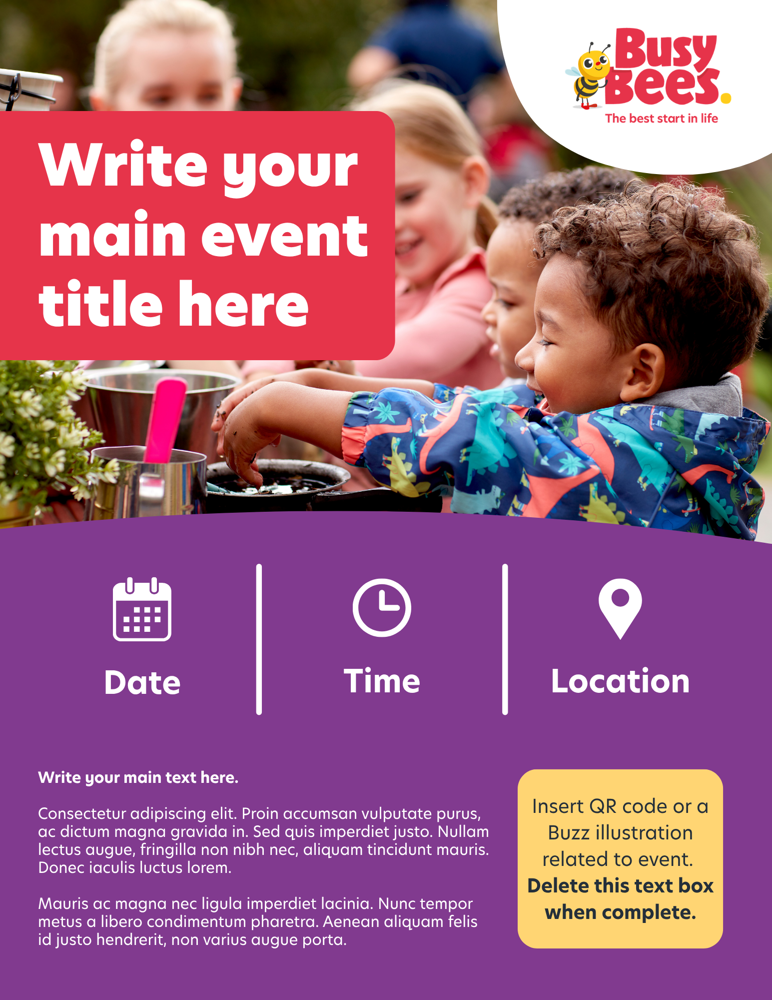 Busy
Bees.
The best start in life
Write your
main event
title here
Date
Time
Location
Write your main text here.
Consectetur adipiscing elit. Proin accumsan vulputate purus,
ac dictum magna gravida in. Sed quis imperdiet justo. Nullam
lectus augue, fringilla non nibh nec, aliquam tincidunt mauris.
Donec iaculis luctus lorem.
Mauris ac magna nec ligula imperdiet lacinia. Nunc tempor
metus a libero condimentum pharetra. Aenean aliquam felis
id justo hendrerit, non varius augue porta.
Insert QR code or a
Buzz illustration
related to event.
Delete this text box
when complete.